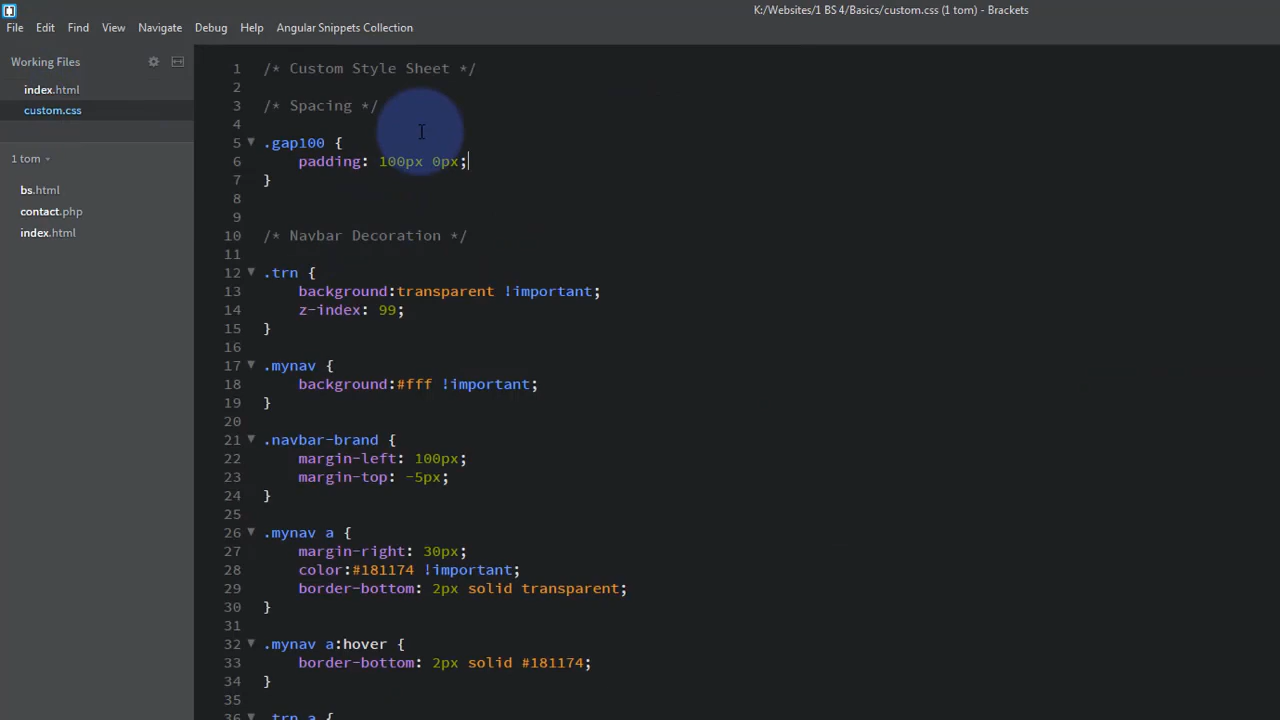 K:/Websites/1 BS 4/Basics/custom.css (1 tom) - Brackets
File Edit Find View Navigate Debug Help Angular Snippets Collection
Working Files
index.html
custom.css
1 tom
bs.html
contact.php
index.html
1 /* Custom Style Sheet */
2
3 /* Spacing */
4
5 .gap100 {
6 padding: 100px 0px;
7 }
8
9
10 /* Navbar Decoration */
11
12 .trn {
13 background:transparent !important;
14 z-index: 99;
15 }
16
17 .mynav {
18 background:#fff !important;
19 }
20
21 .navbar-brand {
22 margin-left: 100px;
23 margin-top: -5px;
24 }
25
26 .mynav a {
27 margin-right: 30px;
28 color:#181174 !important;
29 border-bottom: 2px solid transparent;
30 }
31
32 .mynav a:hover {
33 border-bottom: 2px solid #181174;
34 }
35
36 .trn a {